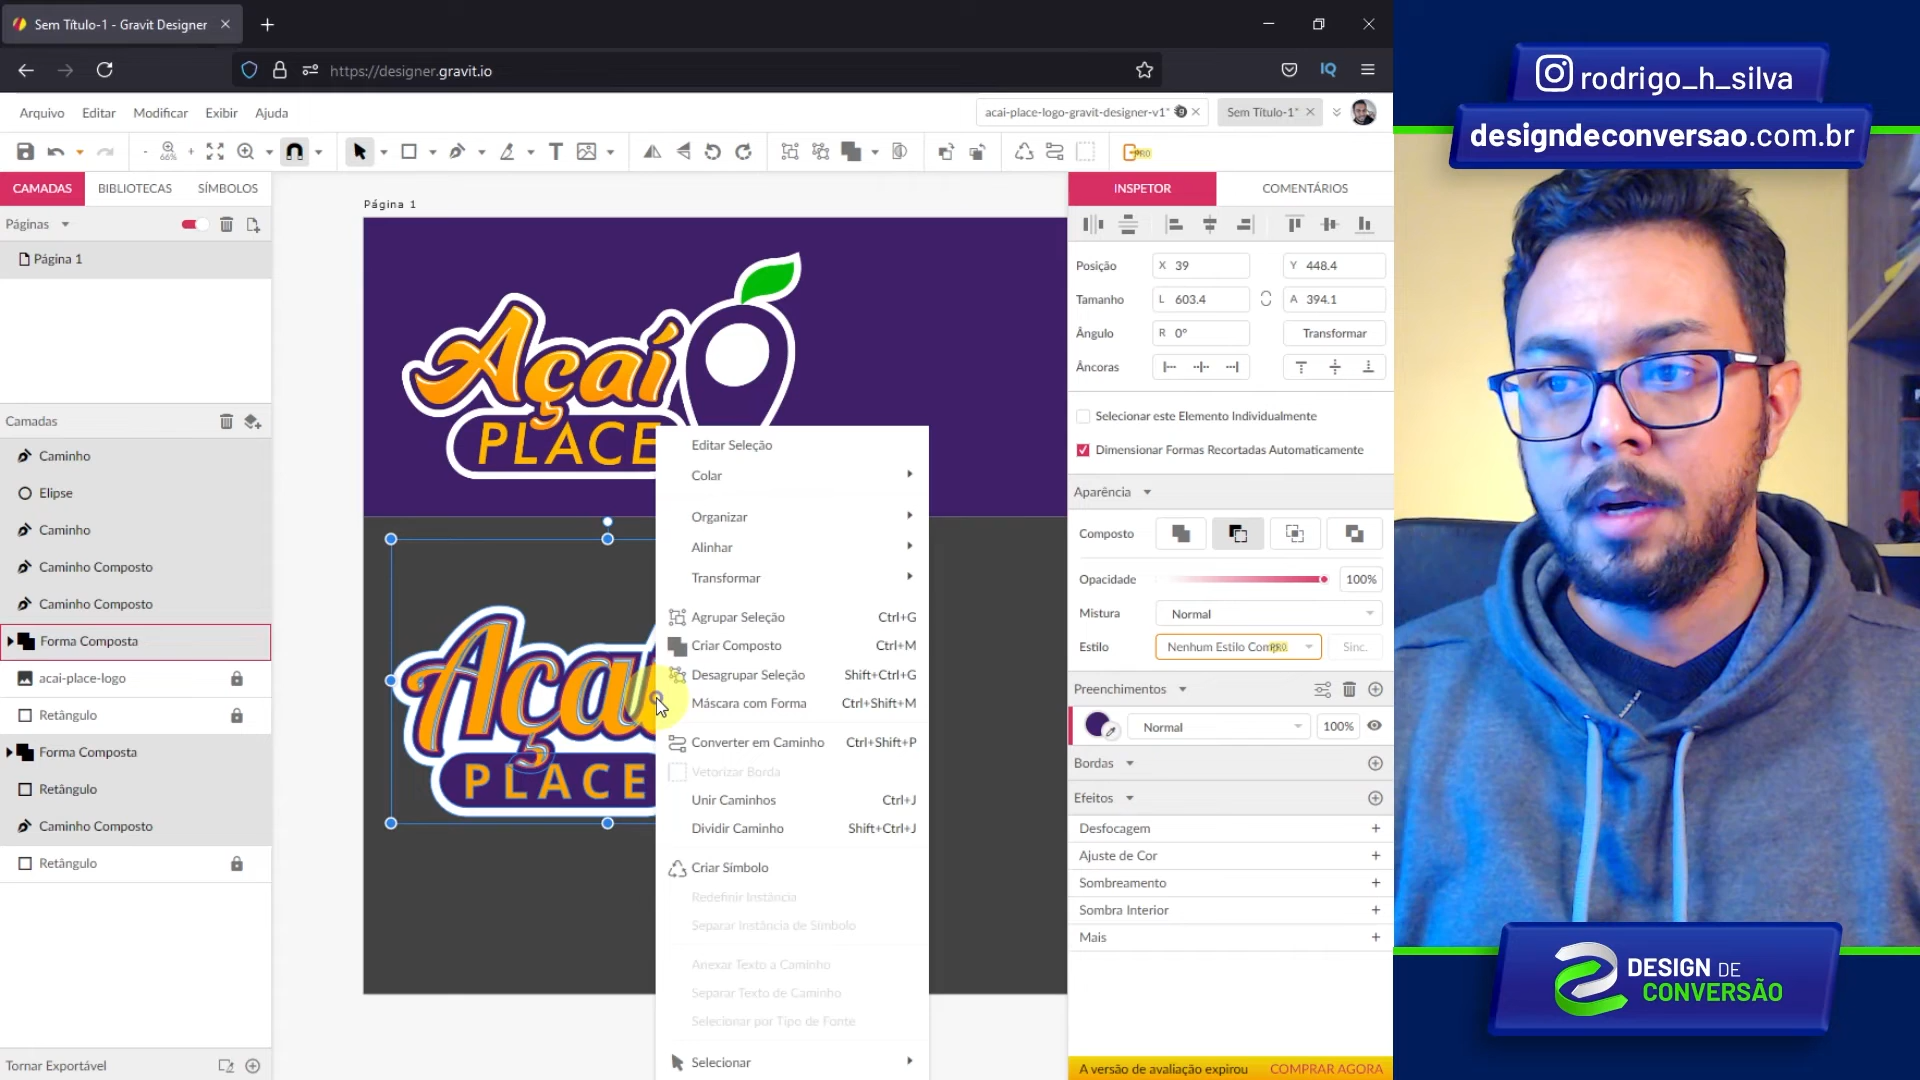 Sem Título-1 - Gravit Designer
https://designer.gravit.io
IQ
Arquivo Editar Modificar Exibir Ajuda
acai-place-logo-gravit-designer-v1*
Sem Título-1*
66%
PRO
CAMADAS BIBLIOTECAS SÍMBOLOS
Páginas
Página 1
Camadas
Caminho
Elipse
Caminho
Caminho Composto
Caminho Composto
Forma Composta
acai-place-logo
Retângulo
Forma Composta
Retângulo
Caminho Composto
Retângulo
Tornar Exportável
Página 1
Açaí
PLACE
Açaí
PLACE
Editar Seleção
Colar
Organizar
Alinhar
Transformar
Agrupar Seleção Ctrl+G
Criar Composto Ctrl+M
Desagrupar Seleção Shift+Ctrl+G
Máscara com Forma Ctrl+Shift+M
Converter em Caminho Ctrl+Shift+P
Vetorizar Borda
Unir Caminhos Ctrl+J
Dividir Caminho Shift+Ctrl+J
Criar Símbolo
Redefinir Instância
Separar Instância de Símbolo
Anexar Texto a Caminho
Separar Texto de Caminho
Selecionar por Tipo de Fonte
Selecionar
INSPETOR COMENTÁRIOS
Posição X 39 Y 448.4
Tamanho L 603.4 A 394.1
Ângulo R 0° Transformar
Âncoras
Selecionar este Elemento Individualmente
Dimensionar Formas Recortadas Automaticamente
Aparência
Composto
Opacidade 100%
Mistura Normal
Estilo Nenhum Estilo Com PRO Sinc.
Preenchimentos
Normal 100%
Bordas
Efeitos
Desfocagem
Ajuste de Cor
Sombreamento
Sombra Interior
Mais
A versão de avaliação expirou COMPRAR AGORA
rodrigo_h_silva
designdeconversao.com.br
DESIGN DE
CONVERSÃO